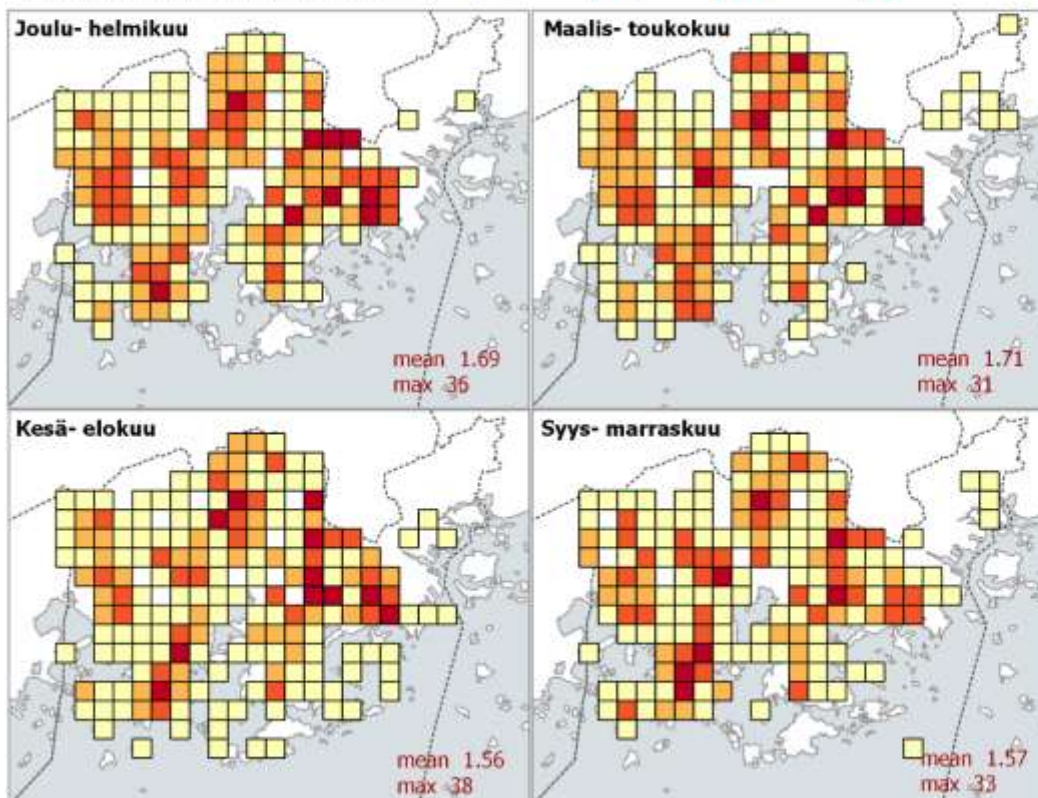 Joulu- helmikuu
Maalis- toukokuu
mean 1.69
max 36
mean 1.71
max 31
Kesä- elokuu
Syys- marraskuu
mean 1.56
max 38
mean 1.57
max 33